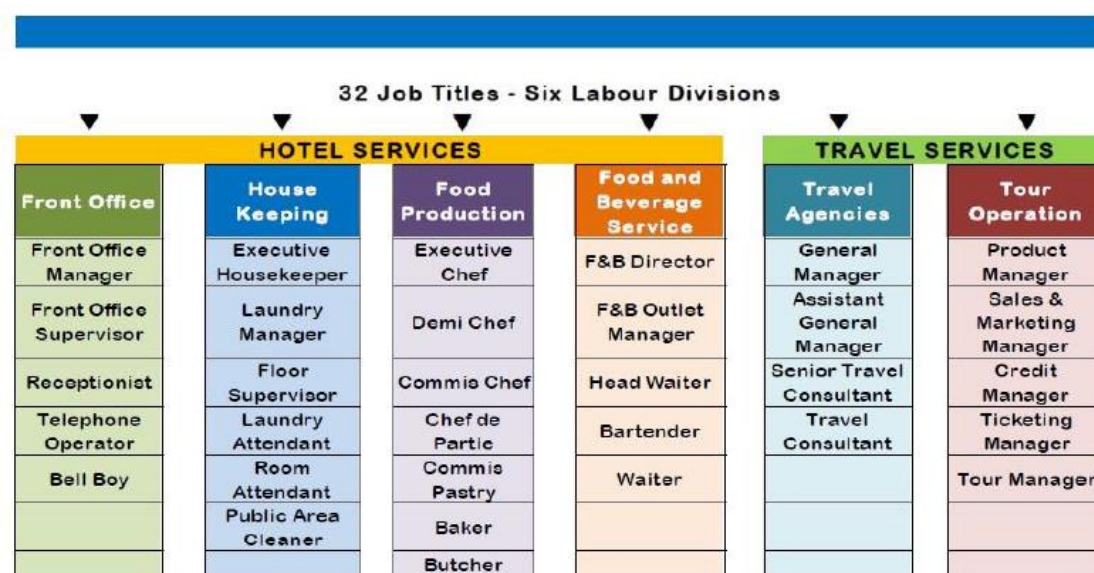 32 Job Titles - Six Labour Divisions
HOTEL SERVICES
TRAVEL SERVICES
Front Office
House
Keeping
Food
Production
Food and
Beverage
Service
Travel
Agencies
Tour
Operation
Front Office
Manager
Executive
Housekeeper
Executive
Chef
F&B Director
General
Manager
Product
Manager
Front Office
Supervisor
Laundry
Manager
Demi Chef
F&B Outlet
Manager
Assistant
General
Manager
Sales &
Marketing
Manager
Receptionist
Floor
Supervisor
Commis Chef
Head Waiter
Senior Travel
Consultant
Credit
Manager
Telephone
Operator
Laundry
Attendant
Chef de
Partie
Bartender
Travel
Consultant
Ticketing
Manager
Bell Boy
Room
Attendant
Commis
Pastry
Waiter
Tour Manager
Public Area
Cleaner
Baker
Butcher